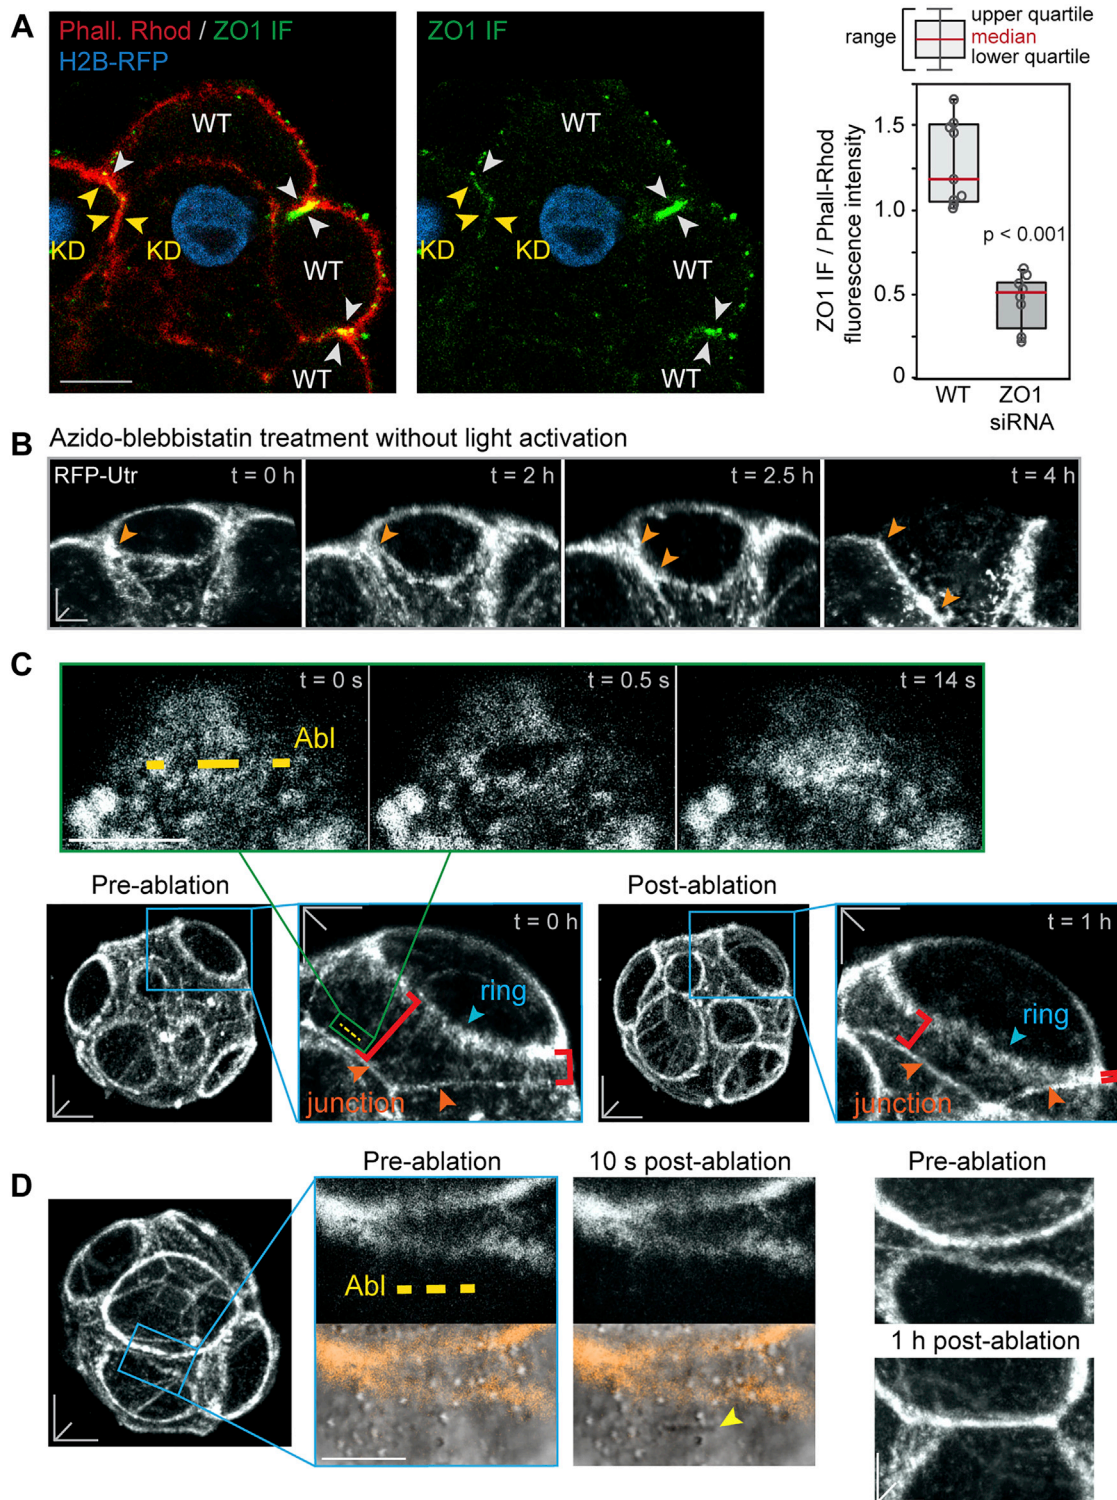 A
Phall. Rhod / ZO1 IF
H2B-RFP
WT
KD
KD
WT
WT
ZO1 IF
WT
KD
KD
WT
WT
range
upper quartile
median
lower quartile
ZO1 IF / Phall-Rhod
fluorescence intensity
1.5
1.0
0.5
0
p < 0.001
WT
ZO1
siRNA
B
Azido-blebbistatin treatment without light activation
RFP-Utr
t = 0 h
t = 2 h
t = 2.5 h
t = 4 h
C
t = 0 s
Abl
t = 0.5 s
t = 14 s
Pre-ablation
t = 0 h
ring
junction
Post-ablation
t = 1 h
ring
junction
D
Pre-ablation
Abl
10 s post-ablation
Pre-ablation
1 h post-ablation